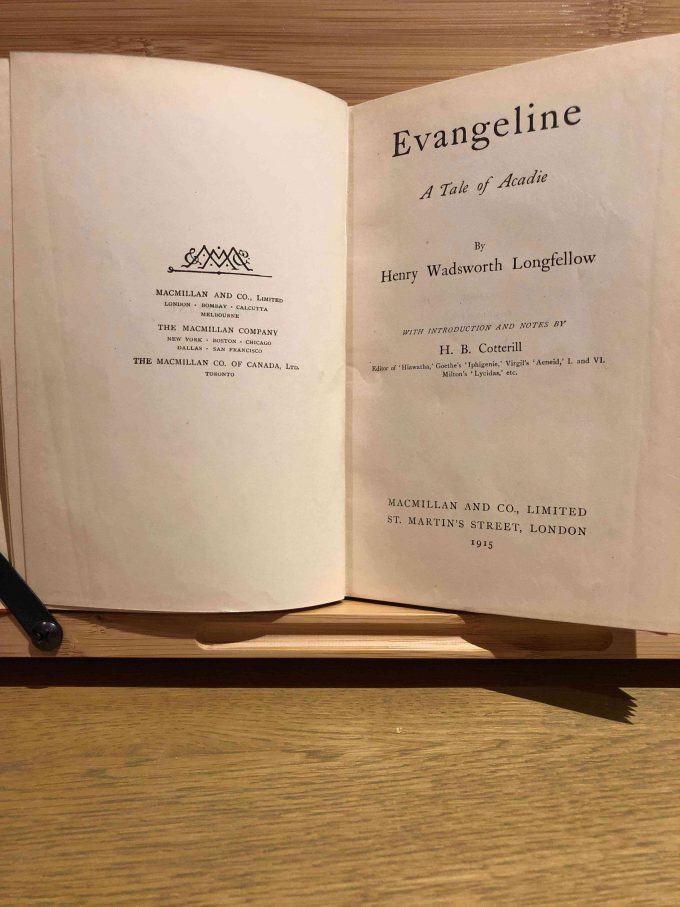 MACMILLAN AND CO., LIMITED
LONDON · BOMBAY · CALCUTTA
MELBOURNE
THE MACMILLAN COMPANY
NEW YORK · BOSTON · CHICAGO
DALLAS · SAN FRANCISCO
THE MACMILLAN CO. OF CANADA, LTD.
TORONTO
Evangeline
A Tale of Acadie
By
Henry Wadsworth Longfellow
WITH INTRODUCTION AND NOTES BY
H. B. Cotterill
Editor of 'Hiawatha,' Goethe's 'Iphigenie,' Virgil's 'Aeneid,' I. and VI.
Milton's 'Lycidas,' etc.
MACMILLAN AND CO., LIMITED
ST. MARTIN'S STREET, LONDON
1915